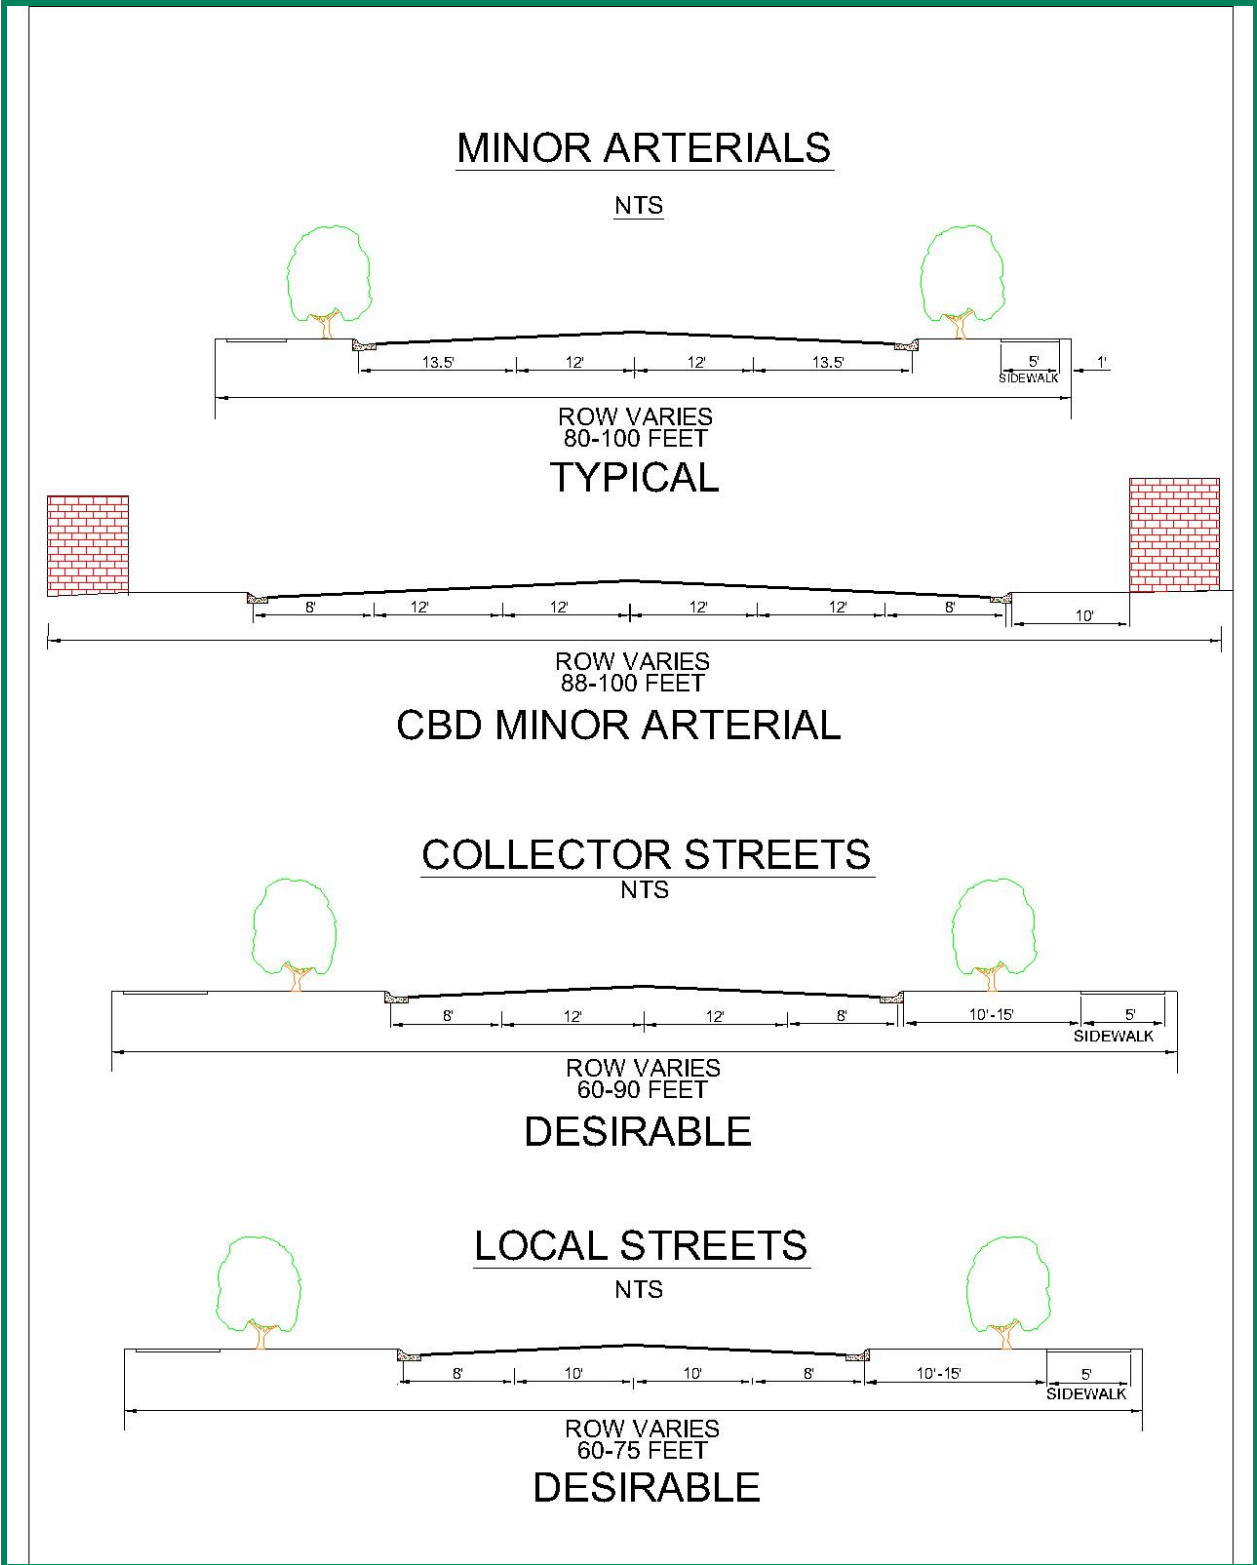 MINOR ARTERIALS
NTS
13.5' 12' 12' 13.5' 5' 1'
SIDEWALK
ROW VARIES
80-100 FEET
TYPICAL
8' 12' 12' 12' 12' 8' 10'
ROW VARIES
88-100 FEET
CBD MINOR ARTERIAL
COLLECTOR STREETS
NTS
8' 12' 12' 8' 10'-15' 5'
SIDEWALK
ROW VARIES
60-90 FEET
DESIRABLE
LOCAL STREETS
NTS
8' 10' 10' 8' 10'-15' 5'
SIDEWALK
ROW VARIES
60-75 FEET
DESIRABLE